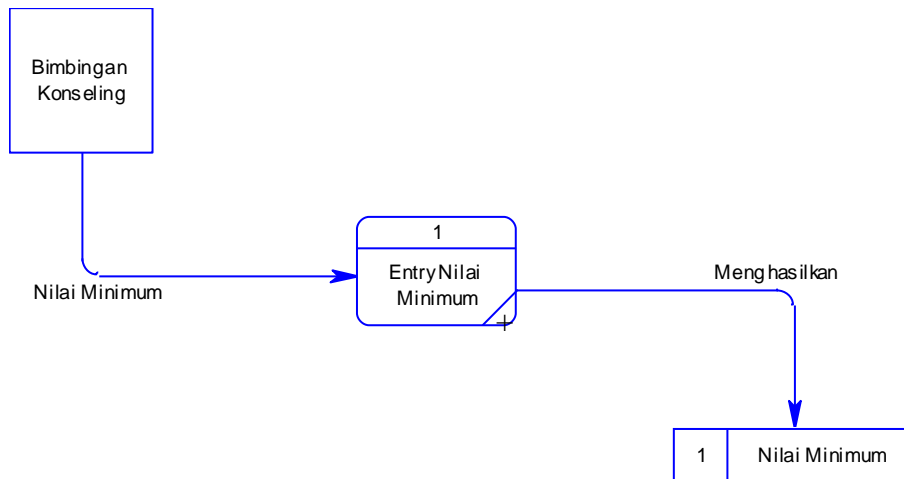 Bimbingan
Konseling
Nilai Minimum
1
Entry Nilai
Minimum
Menghasilkan
1
Nilai Minimum